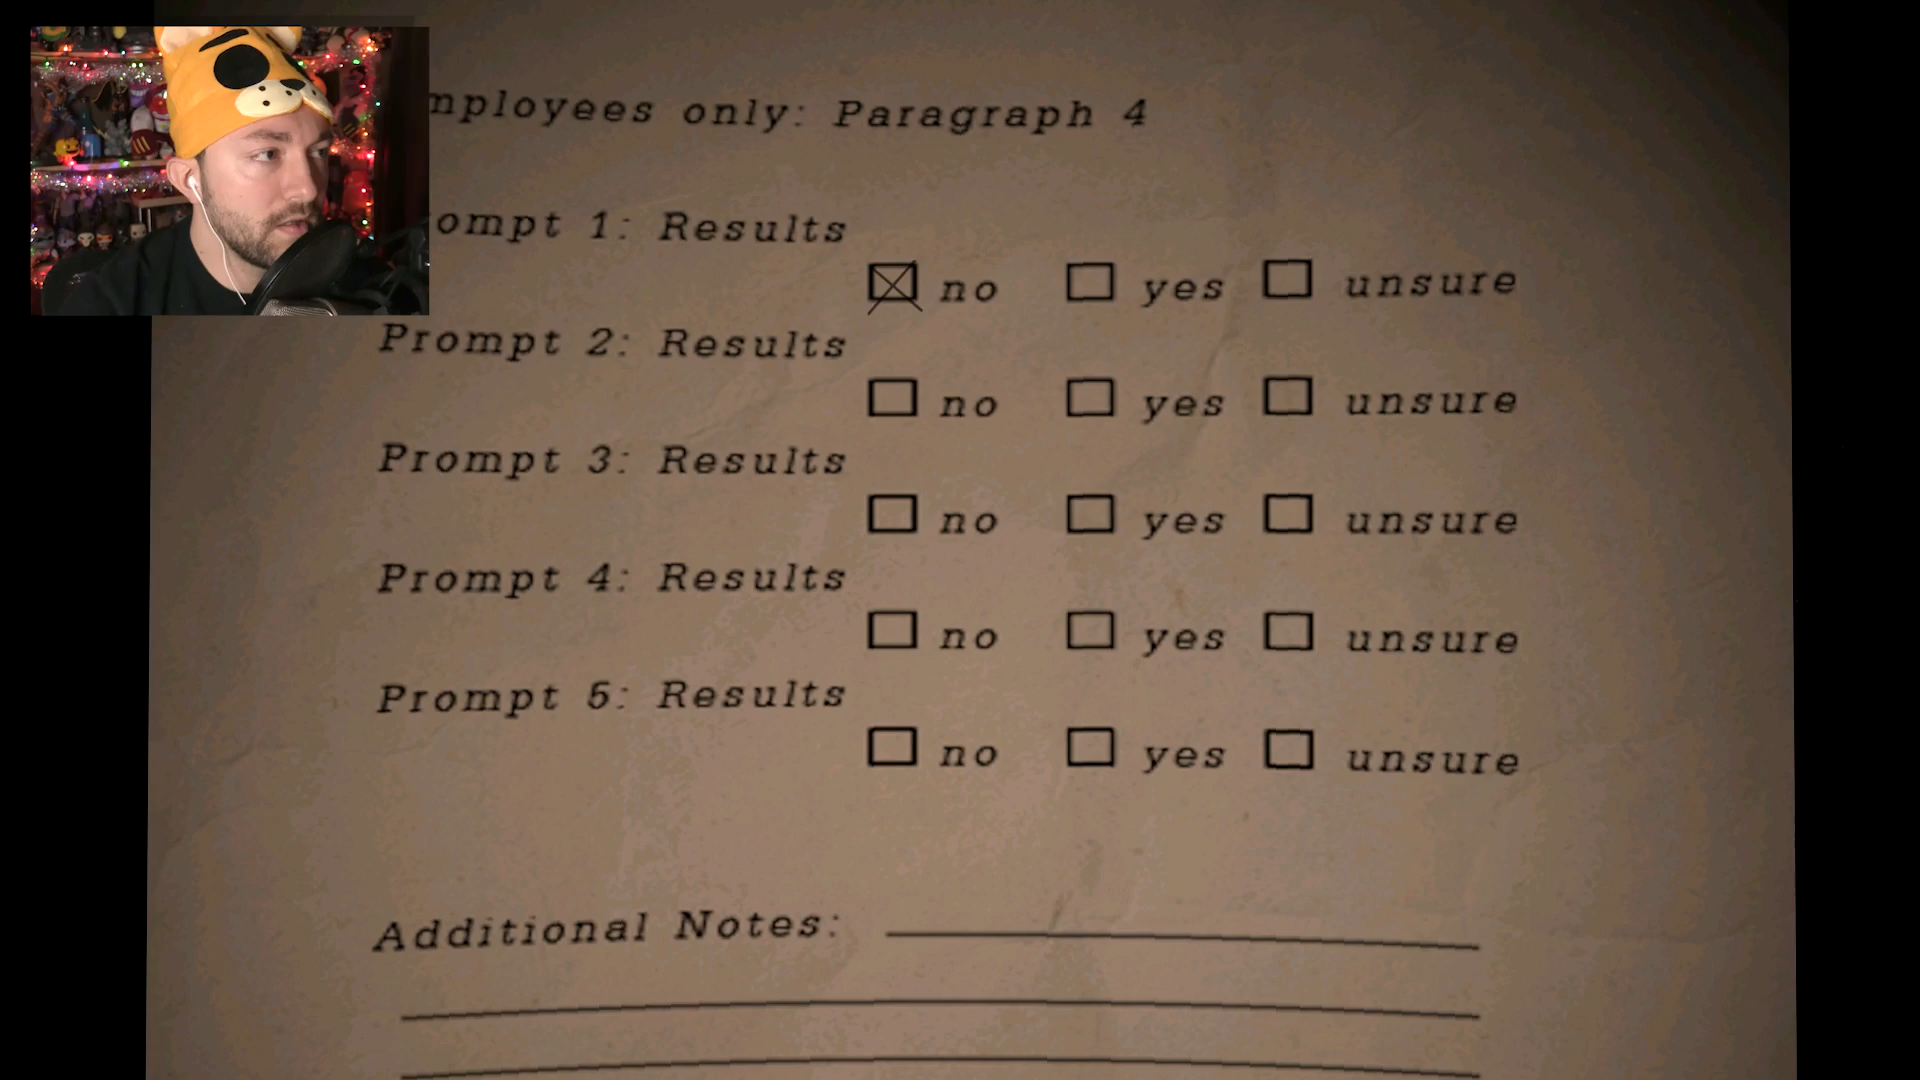 mployees only: Paragraph 4
ompt 1: Results
no yes unsure
Prompt 2: Results
no yes unsure
Prompt 3: Results
no yes unsure
Prompt 4: Results
no yes unsure
Prompt 5: Results
no yes unsure
Additional Notes: